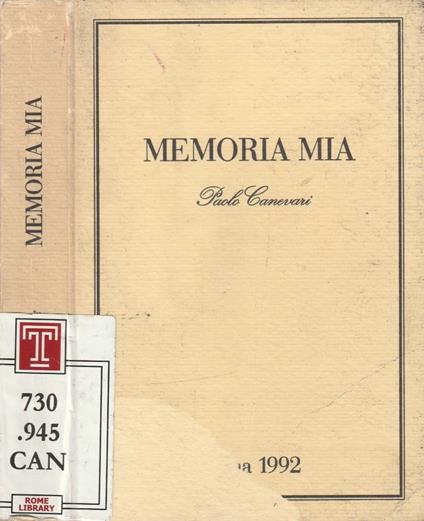 MEMORIA MIA
T
730
.945
CAN
ROME
LIBRARY
MEMORIA MIA
Paolo Canevari
1992